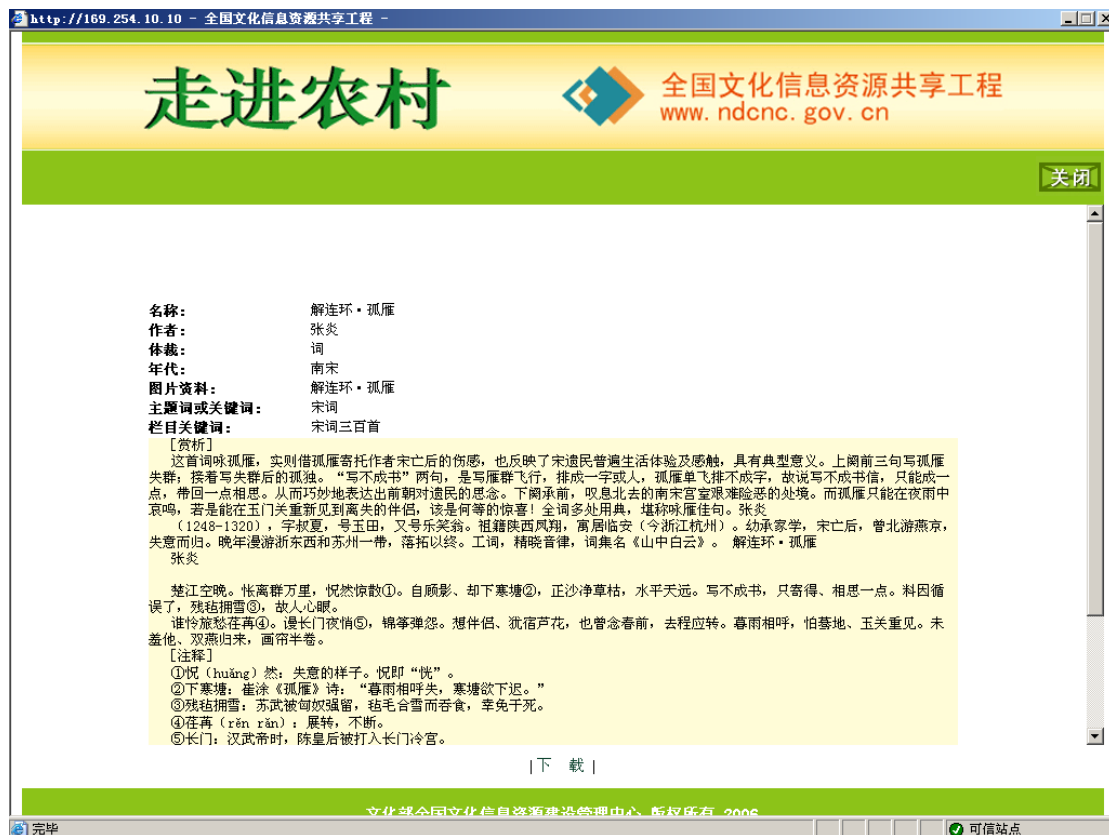 http://169.254.10.10 - 全国文化信息资源共享工程 -
走进农村
全国文化信息资源共享工程
www.ndcnc.gov.cn
关闭
名称： 解连环·孤雁
作者： 张炎
体裁： 词
年代： 南宋
图片资料： 解连环·孤雁
主题词或关键词： 宋词
栏目关键词： 宋词三百首
[赏析]
这首词咏孤雁，实则借孤雁寄托作者宋亡后的伤感，也反映了宋遗民普遍生活体验及感触，具有典型意义。上阕前三句写孤雁
失群；接着写失群后的孤独。“写不成书”两句，是写雁群飞行，排成一字或人，孤雁单飞排不成字，故说写不成书信，只能成一
点，带回一点相思。从而巧妙地表达出前朝对遗民的思念。下阕承前，叹息北去的南宋宫室艰难险恶的处境。而孤雁只能在夜雨中
哀鸣，若是能在玉门关重新见到离失的伴侣，该是何等的惊喜！全词多处用典，堪称咏雁佳句。张炎
（1248-1320），字叔夏，号玉田，又号乐笑翁。祖籍陕西凤翔，寓居临安（今浙江杭州）。幼承家学，宋亡后，曾北游燕京，
失意而归。晚年漫游浙东西和苏州一带，落拓以终。工词，精晓音律，词集名《山中白云》。 解连环·孤雁
张炎
楚江空晚。怅离群万里，怳然惊散①。自顾影、却下寒塘②，正沙净草枯，水平天远。写不成书，只寄得、相思一点。料因循
误了，残毡拥雪③，故人心眼。
谁怜旅愁荏苒④。谩长门夜悄⑤，锦筝弹怨。想伴侣、犹宿芦花，也曾念春前，去程应转。暮雨相呼，怕蓦地、玉关重见。未
羞他、双燕归来，画帘半卷。
[注释]
①怳（huǎng）然：失意的样子。怳即“恍”。
②下寒塘：崔涂《孤雁》诗：“暮雨相呼失，寒塘欲下迟。”
③残毡拥雪：苏武被匈奴强留，毡毛合雪而吞食，幸免于死。
④荏苒（rěn rǎn）：展转，不断。
⑤长门：汉武帝时，陈皇后被打入长门冷宫。
|下 载|
文化部全国文化信息资源建设管理中心 版权所有 2006
完毕
可信站点